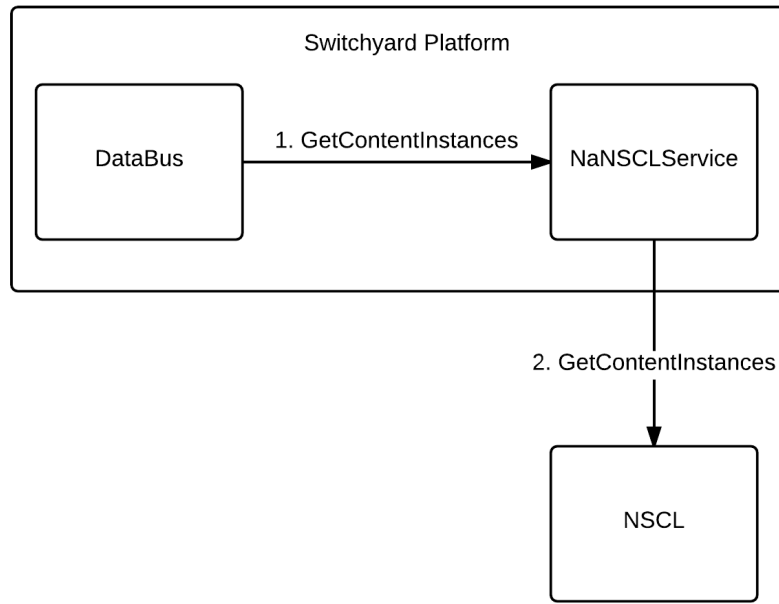 Switchyard Platform
DataBus
1. GetContentInstances
NaNSCLService
2. GetContentInstances
NSCL